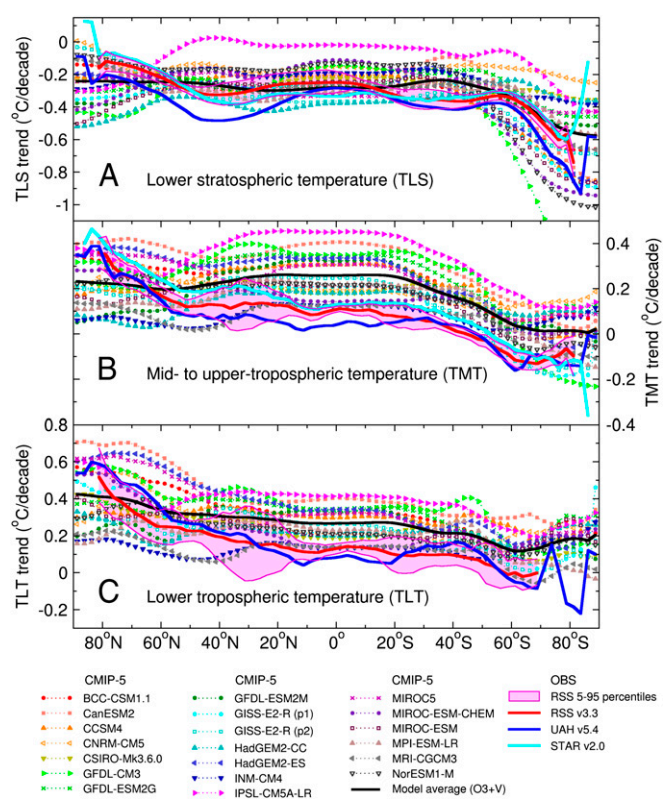 0
-0.2
-0.4
-0.6
-0.8
-1
TLS trend (°C/decade)
A Lower stratospheric temperature (TLS)
0.4
0.2
0
-0.2
-0.4
TMT trend (°C/decade)
B Mid- to upper-tropospheric temperature (TMT)
0.8
0.6
0.4
0.2
0
-0.2
TLT trend (°C/decade)
C Lower tropospheric temperature (TLT)
80°N 60°N 40°N 20°N 0° 20°S 40°S 60°S 80°S
CMIP-5
BCC-CSM1.1
CanESM2
CCSM4
CNRM-CM5
CSIRO-Mk3.6.0
GFDL-CM3
GFDL-ESM2G
CMIP-5
GFDL-ESM2M
GISS-E2-R (p1)
GISS-E2-R (p2)
HadGEM2-CC
HadGEM2-ES
INM-CM4
IPSL-CM5A-LR
CMIP-5
MIROC5
MIROC-ESM-CHEM
MIROC-ESM
MPI-ESM-LR
MRI-CGCM3
NorESM1-M
Model average (O3+V)
OBS
RSS 5-95 percentiles
RSS v3.3
UAH v5.4
STAR v2.0